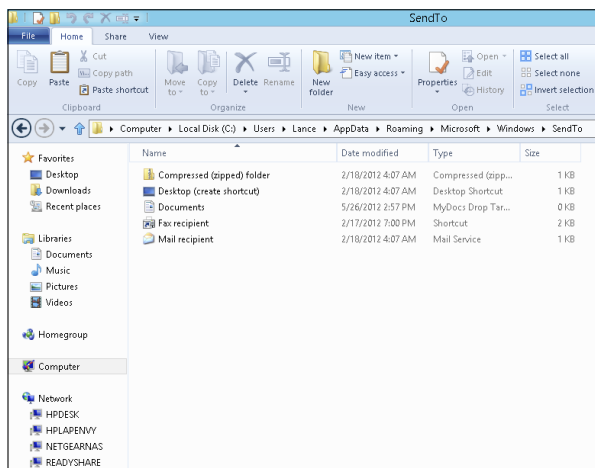 SendTo
File Home Share View
Copy Paste Cut Copy path Paste shortcut Move to Copy to Delete Rename New folder New item Easy access Properties Open Edit History Select all Select none Invert selection
Clipboard Organize New Open Select
Computer Local Disk (C:) Users Lance AppData Roaming Microsoft Windows SendTo
Favorites
Desktop
Downloads
Recent places
Libraries
Documents
Music
Pictures
Videos
Homegroup
Computer
Network
HPDESK
HPLAPENVY
NETGEARNAS
READYSHARE
Name Date modified Type Size
Compressed (zipped) folder 2/18/2012 4:07 AM Compressed (zipp... 1 KB
Desktop (create shortcut) 2/18/2012 4:07 AM Desktop Shortcut 1 KB
Documents 5/26/2012 2:57 PM MyDocs Drop Tar... 0 KB
Fax recipient 2/17/2012 7:00 PM Shortcut 2 KB
Mail recipient 2/18/2012 4:07 AM Mail Service 1 KB